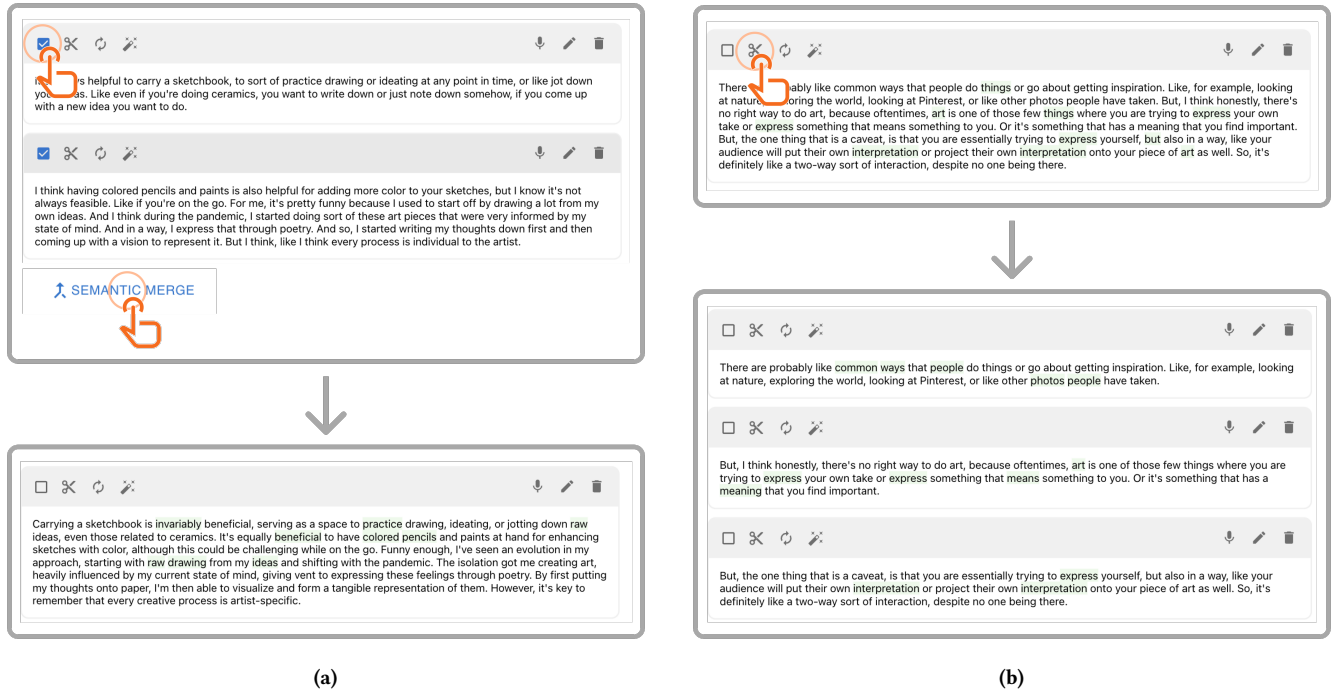 s helpful to carry a sketchbook, to sort of practice drawing or ideating at any point in time, or like jot down
as. Like even if you're doing ceramics, you want to write down or just note down somehow, if you come up
with a new idea you want to do.
I think having colored pencils and paints is also helpful for adding more color to your sketches, but I know it's not
always feasible. Like if you're on the go. For me, it's pretty funny because I used to start off by drawing a lot from my
own ideas. And I think during the pandemic, I started doing sort of these art pieces that were very informed by my
state of mind. And in a way, I express that through poetry. And so, I started writing my thoughts down first and then
coming up with a vision to represent it. But I think, like I think every process is individual to the artist.
SEMANTIC MERGE
Carrying a sketchbook is invariably beneficial, serving as a space to practice drawing, ideating, or jotting down raw
ideas, even those related to ceramics. It's equally beneficial to have colored pencils and paints at hand for enhancing
sketches with color, although this could be challenging while on the go. Funny enough, I've seen an evolution in my
approach, starting with raw drawing from my ideas and shifting with the pandemic. The isolation got me creating art,
heavily influenced by my current state of mind, giving vent to expressing these feelings through poetry. By first putting
my thoughts onto paper, I'm then able to visualize and form a tangible representation of them. However, it's key to
remember that every creative process is artist-specific.
(a)
There ably like common ways that people do things or go about getting inspiration. Like, for example, looking
at nature, oring the world, looking at Pinterest, or like other photos people have taken. But, I think honestly, there's
no right way to do art, because oftentimes, art is one of those few things where you are trying to express your own
take or express something that means something to you. Or it's something that has a meaning that you find important.
But, the one thing that is a caveat, is that you are essentially trying to express yourself, but also in a way, like your
audience will put their own interpretation or project their own interpretation onto your piece of art as well. So, it's
definitely like a two-way sort of interaction, despite no one being there.
There are probably like common ways that people do things or go about getting inspiration. Like, for example, looking
at nature, exploring the world, looking at Pinterest, or like other photos people have taken.
But, I think honestly, there's no right way to do art, because oftentimes, art is one of those few things where you are
trying to express your own take or express something that means something to you. Or it's something that has a
meaning that you find important.
But, the one thing that is a caveat, is that you are essentially trying to express yourself, but also in a way, like your
audience will put their own interpretation or project their own interpretation onto your piece of art as well. So, it's
definitely like a two-way sort of interaction, despite no one being there.
(b)